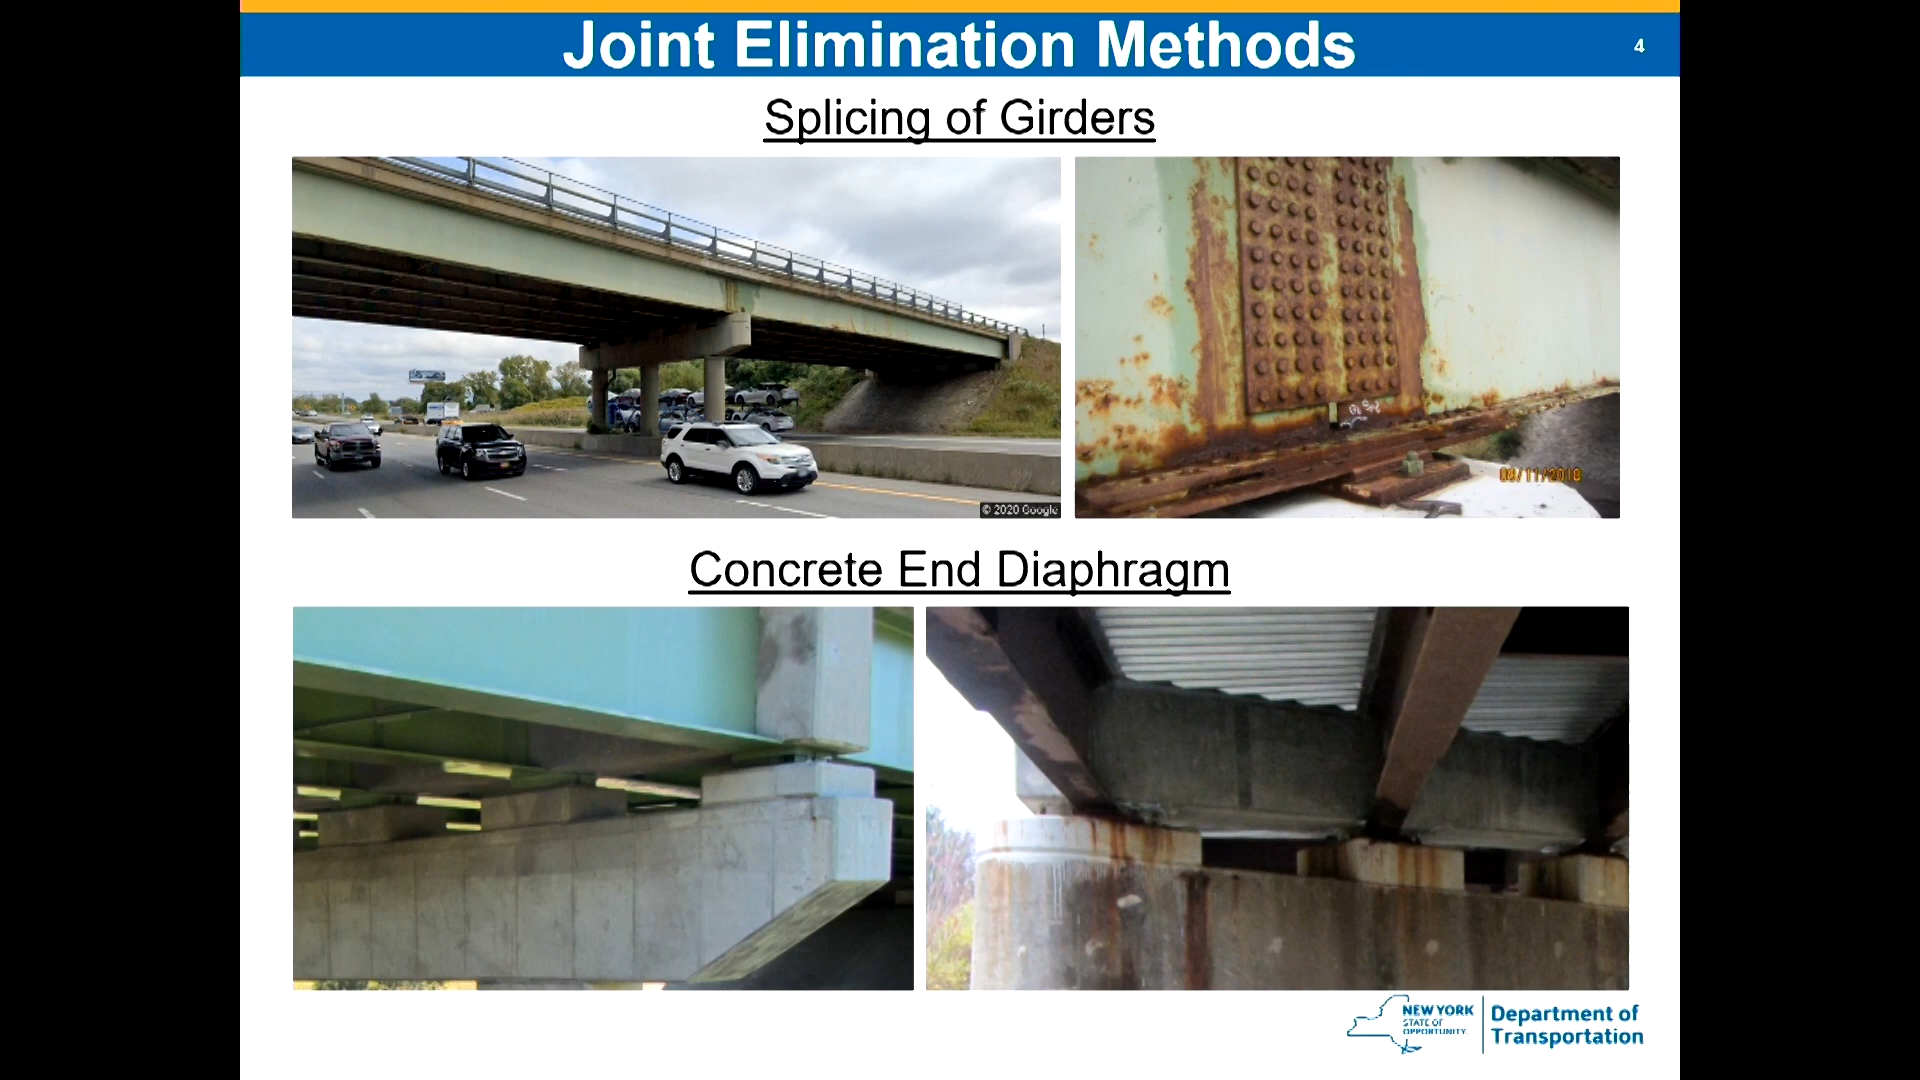 Joint Elimination Methods
4
Splicing of Girders
© 2020 Google
Concrete End Diaphragm
NEW YORK
STATE OF
OPPORTUNITY.
Department of
Transportation